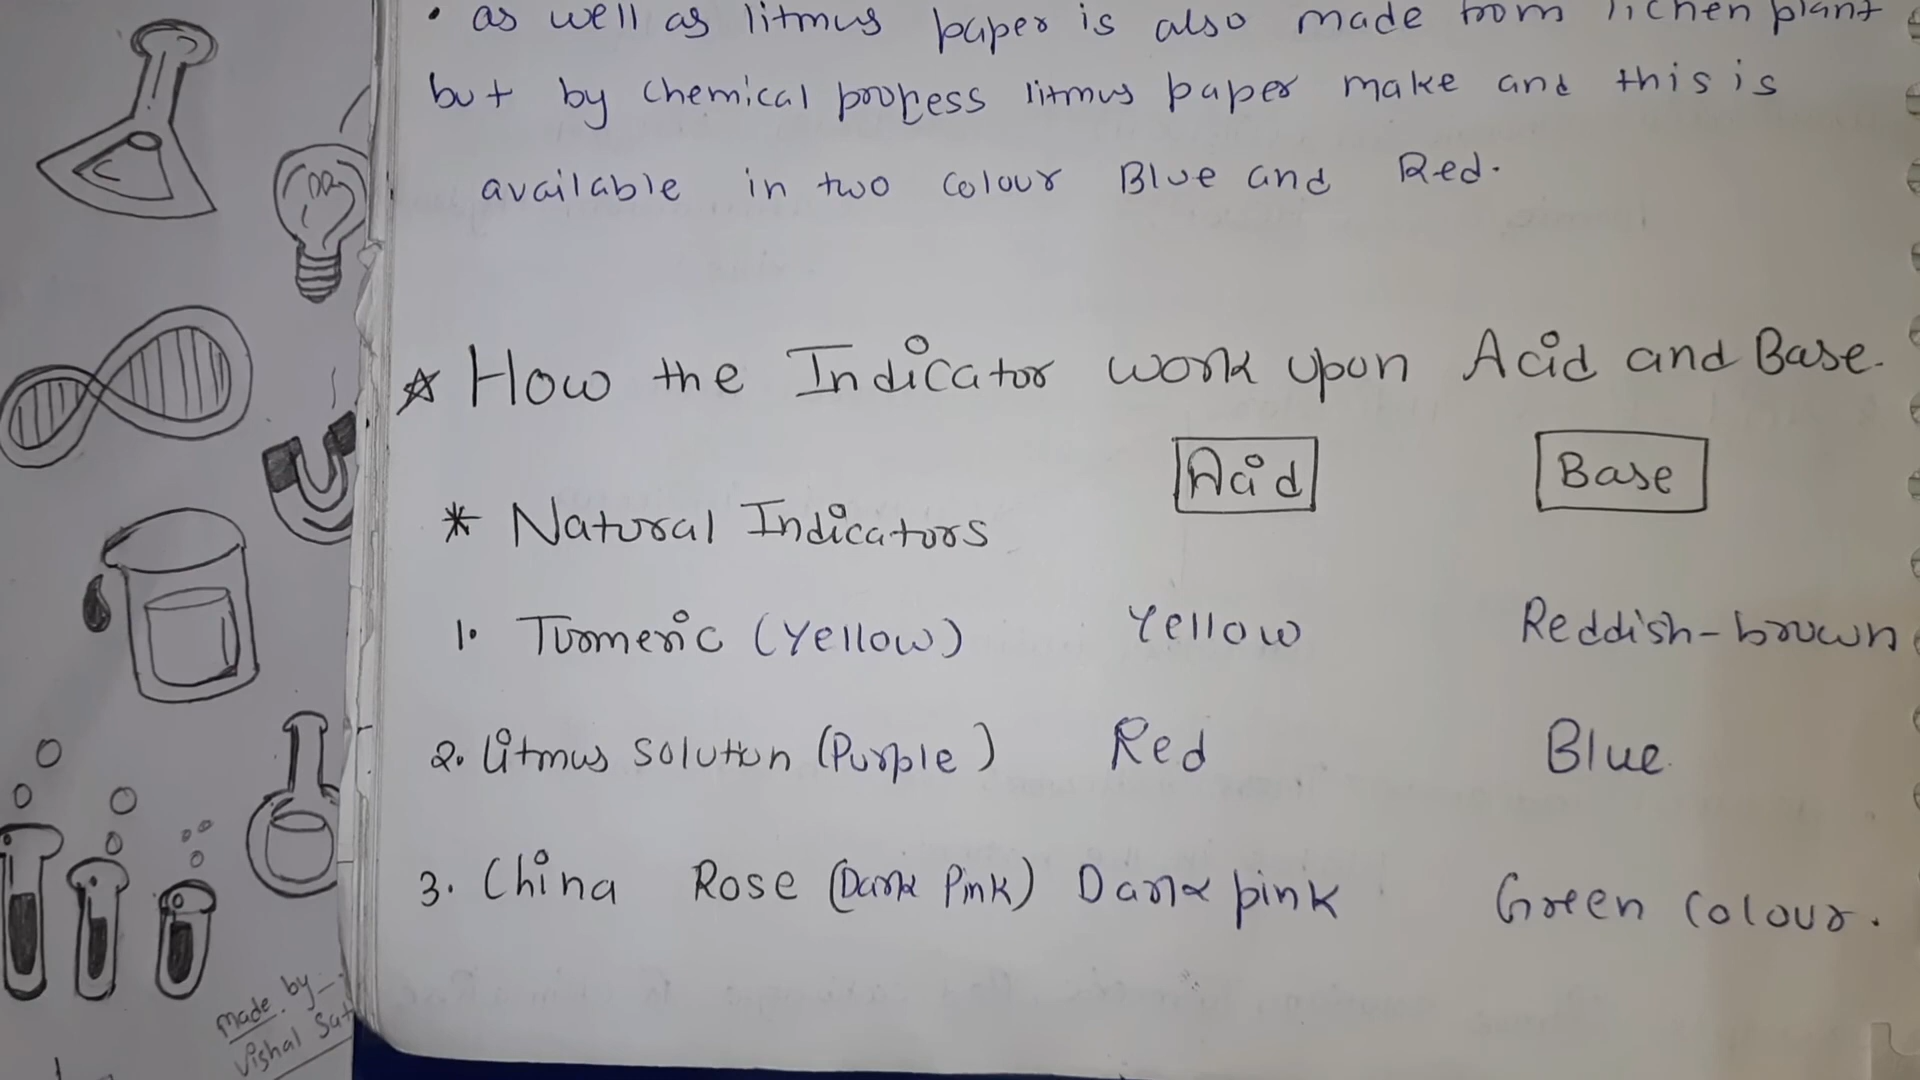 • as well as litmus paper is also made from lichen plant
but by chemical process litmus paper make and this is
available in two colour Blue and Red.
☆ How the Indicator work upon Acid and Base.
Acid Base
* Natural Indicators
1. Turmeric (Yellow) Yellow Reddish-brown
2. Litmus solution (Purple) Red Blue.
3. China Rose (Dark Pink) Dark pink Green colour.
made by-
Vishal Sat